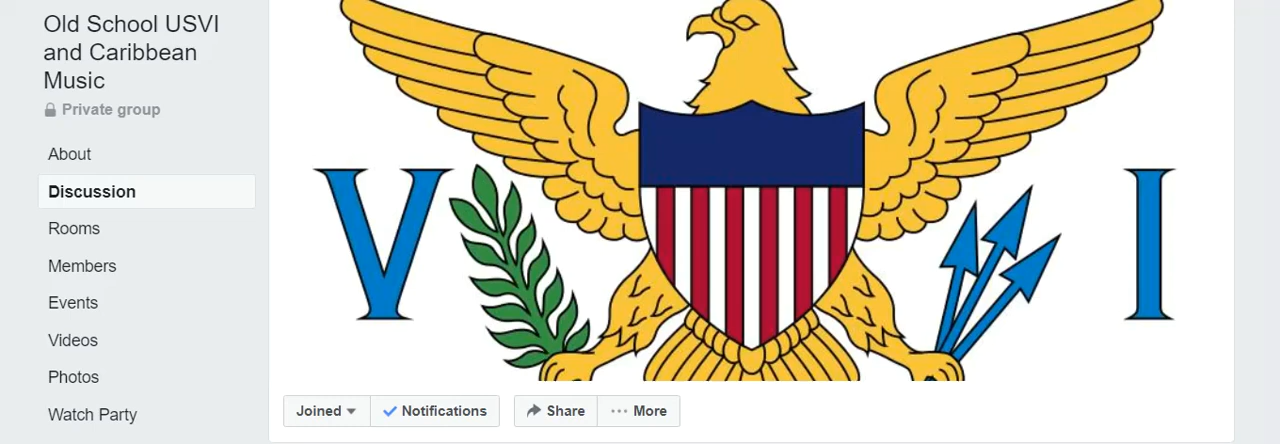 Old School USVI
and Caribbean
Music
Private group
About
Discussion
Rooms
Members
Events
Videos
Photos
Watch Party
V I
Joined Notifications Share More